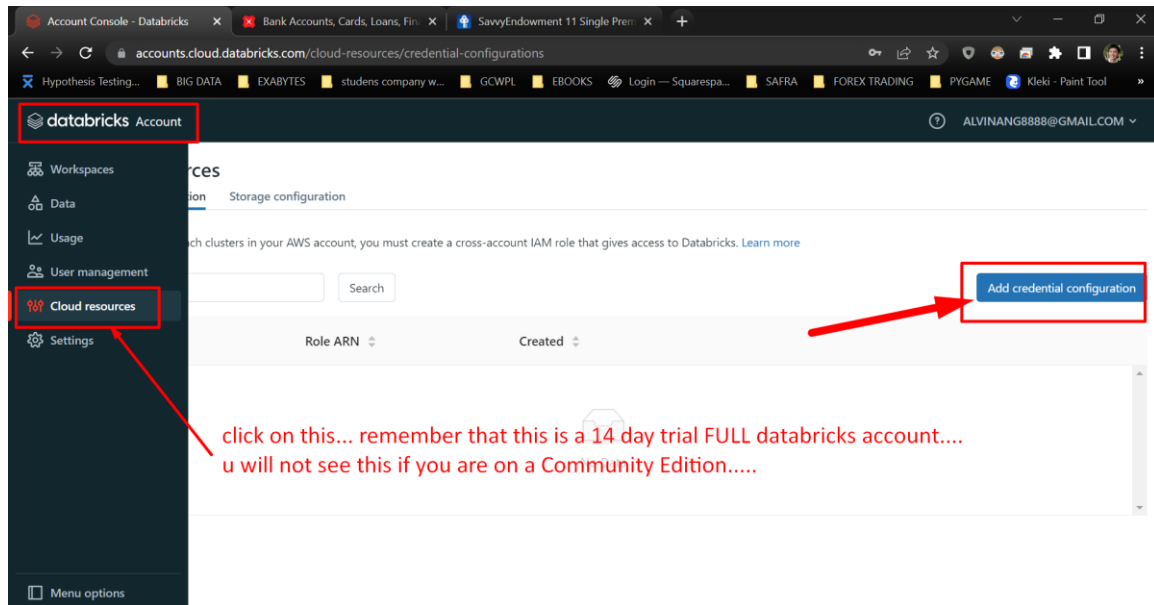 Account Console - Databricks
Bank Accounts, Cards, Loans, Fin
SavvyEndowment 11 Single Prem
accounts.cloud.databricks.com/cloud-resources/credential-configurations
Hypothesis Testing...
BIG DATA
EXABYTES
studens company w...
GCWPL
EBOOKS
Login — Squarespa...
SAFRA
FOREX TRADING
PYGAME
Kleki - Paint Tool
»
databricks Account
ALVINANG8888@GMAIL.COM
Workspaces
Data
Usage
User management
Cloud resources
Settings
Menu options
rces
ion
Storage configuration
ch clusters in your AWS account, you must create a cross-account IAM role that gives access to Databricks. Learn more
Search
Add credential configuration
Role ARN
Created
click on this... remember that this is a 14 day trial FULL databricks account....
u will not see this if you are on a Community Edition.....